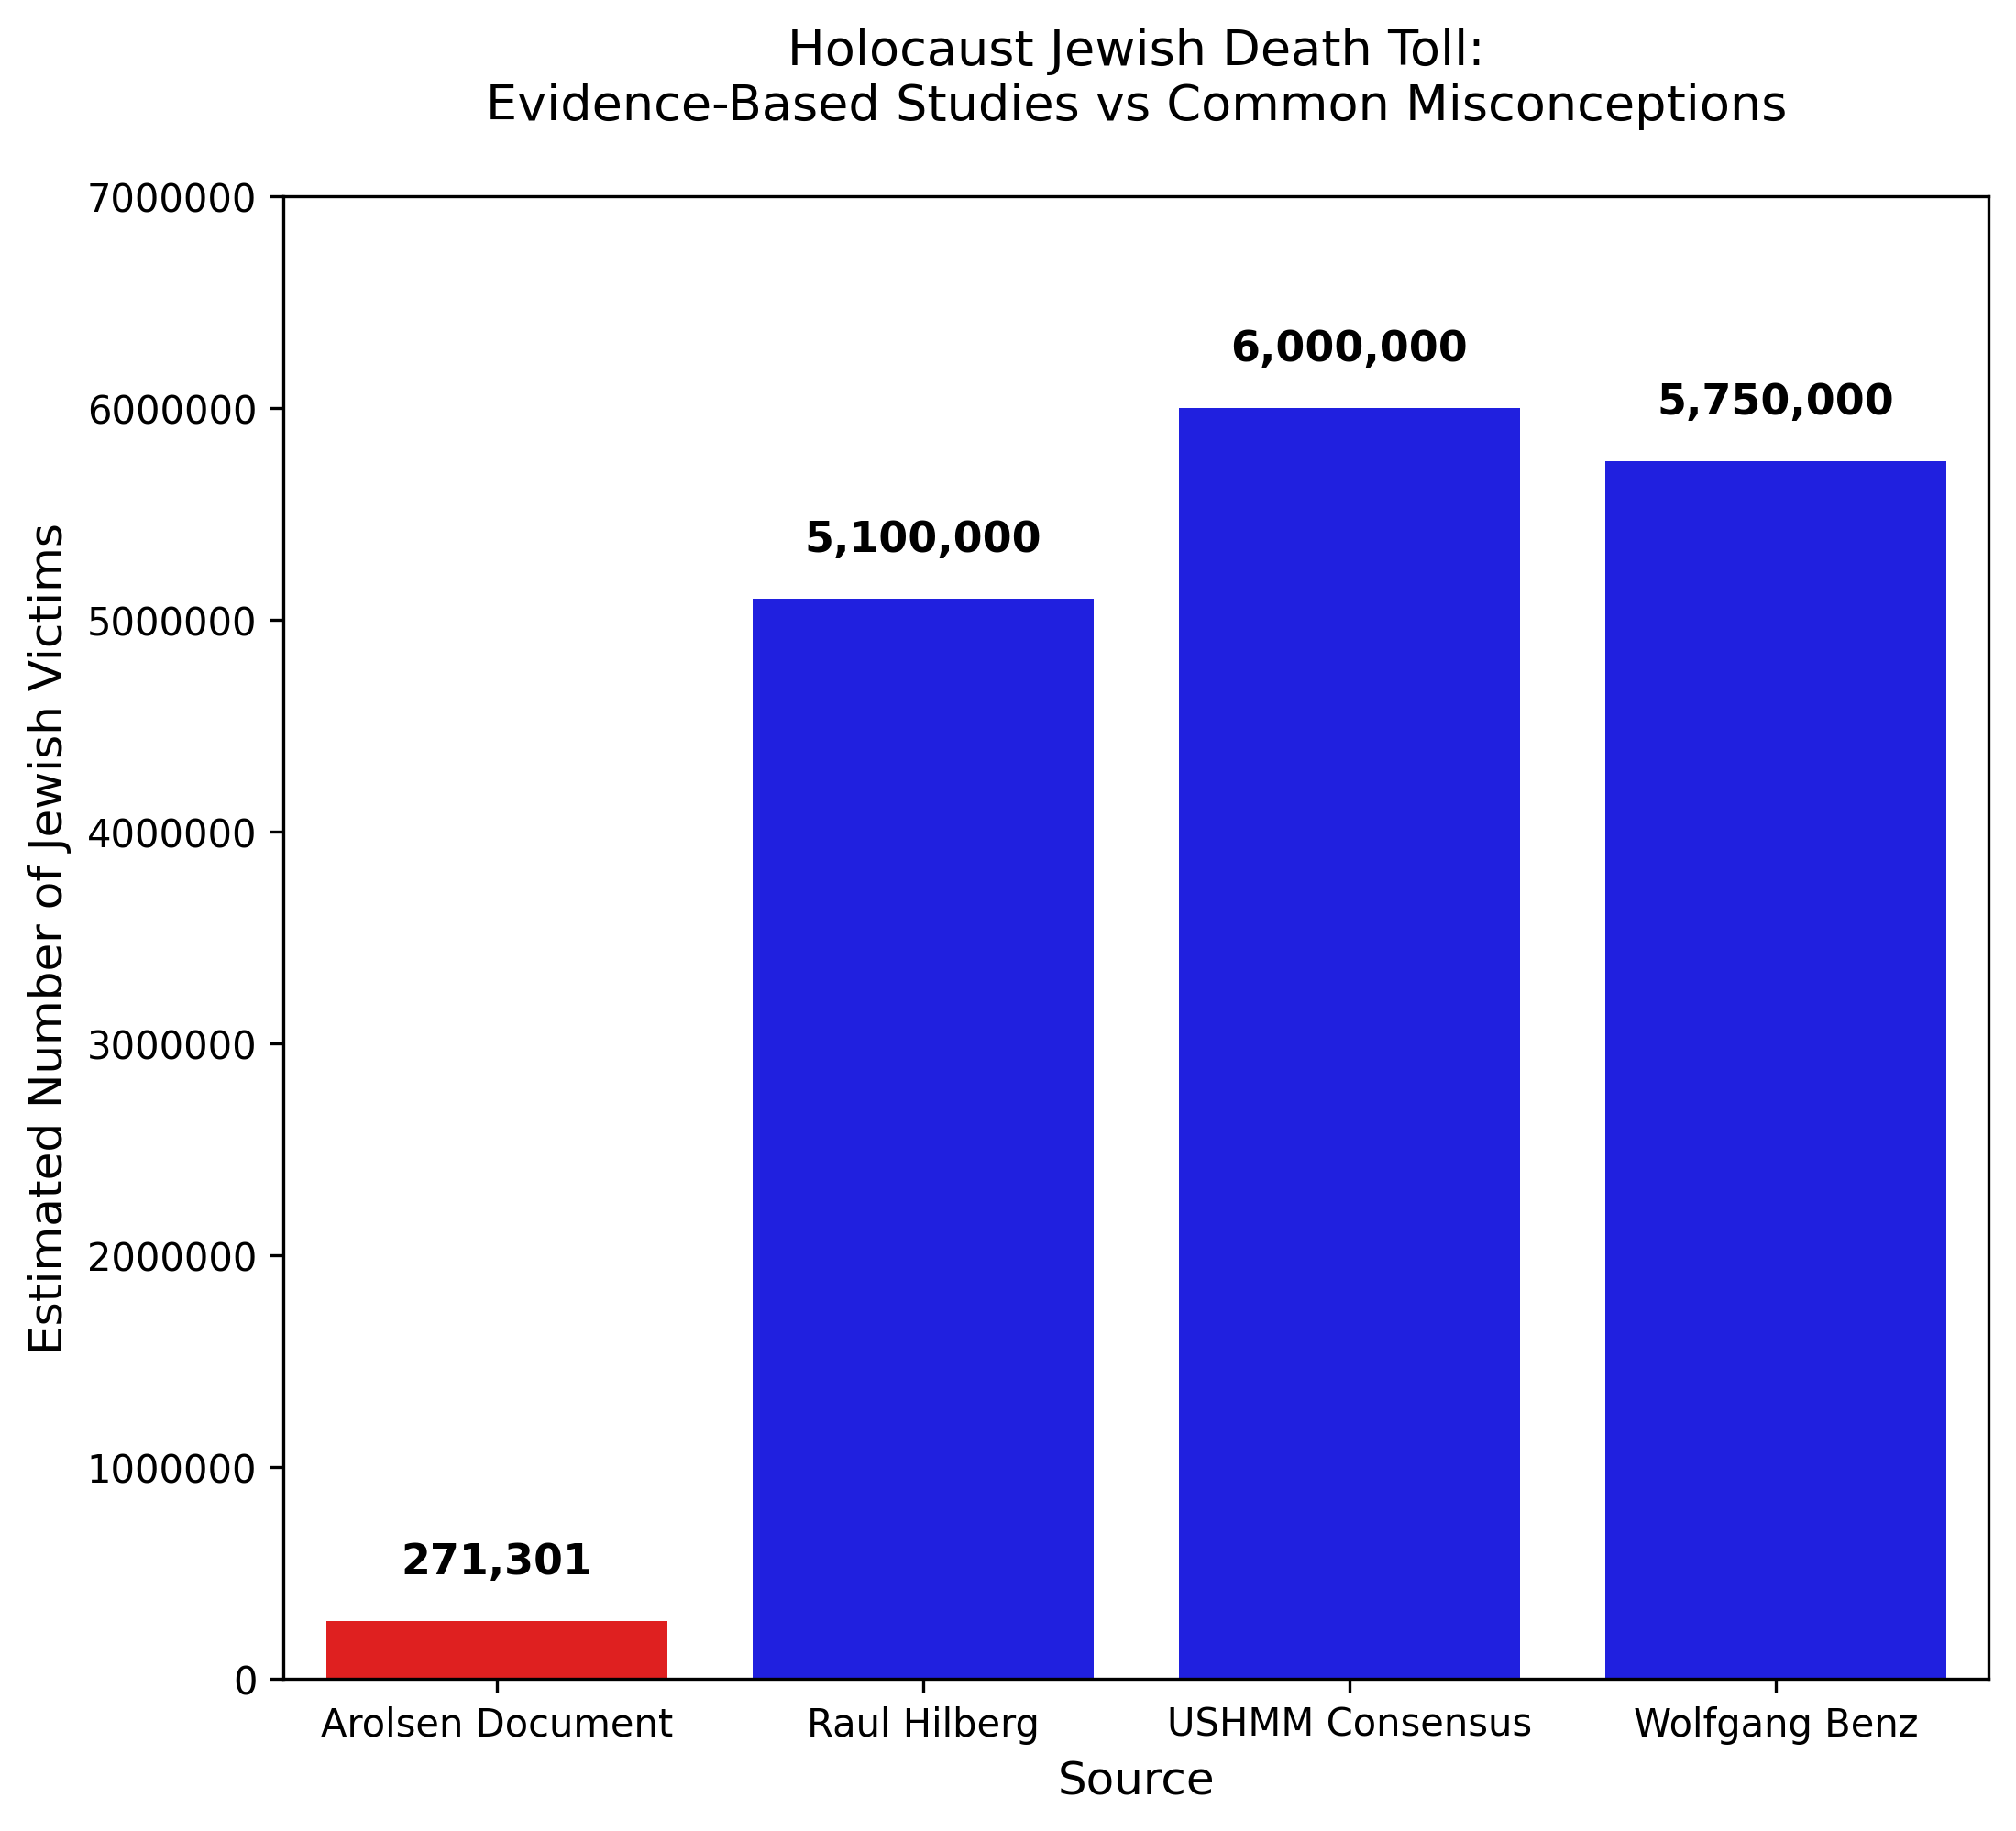 Holocaust Jewish Death Toll:
Evidence-Based Studies vs Common Misconceptions
Estimated Number of Jewish Victims
7000000
6000000
5000000
4000000
3000000
2000000
1000000
0
271,301
5,100,000
6,000,000
5,750,000
Arolsen Document
Raul Hilberg
USHMM Consensus
Wolfgang Benz
Source